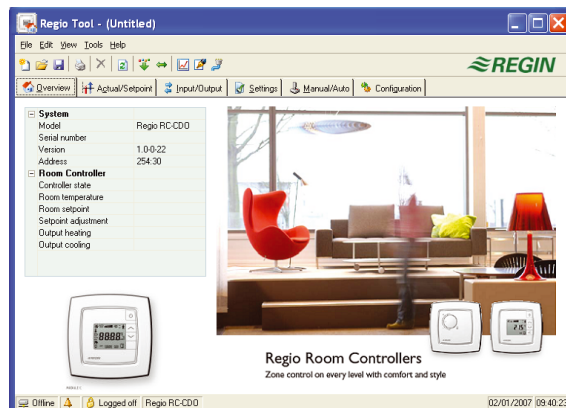 Regio Tool - (Untitled)
File Edit View Tools Help
REGIN
Overview Actual/Setpoint Input/Output Settings Manual/Auto Configuration
System
Model Regio RC-CDO
Serial number
Version 1.0-0-22
Address 254:30
Room Controller
Controller state
Room temperature
Room setpoint
Setpoint adjustment
Output heating
Output cooling
Regio Room Controllers
Zone control on every level with comfort and style
Offline Logged off Regio RC-CDO 02/01/2007 09:40:23